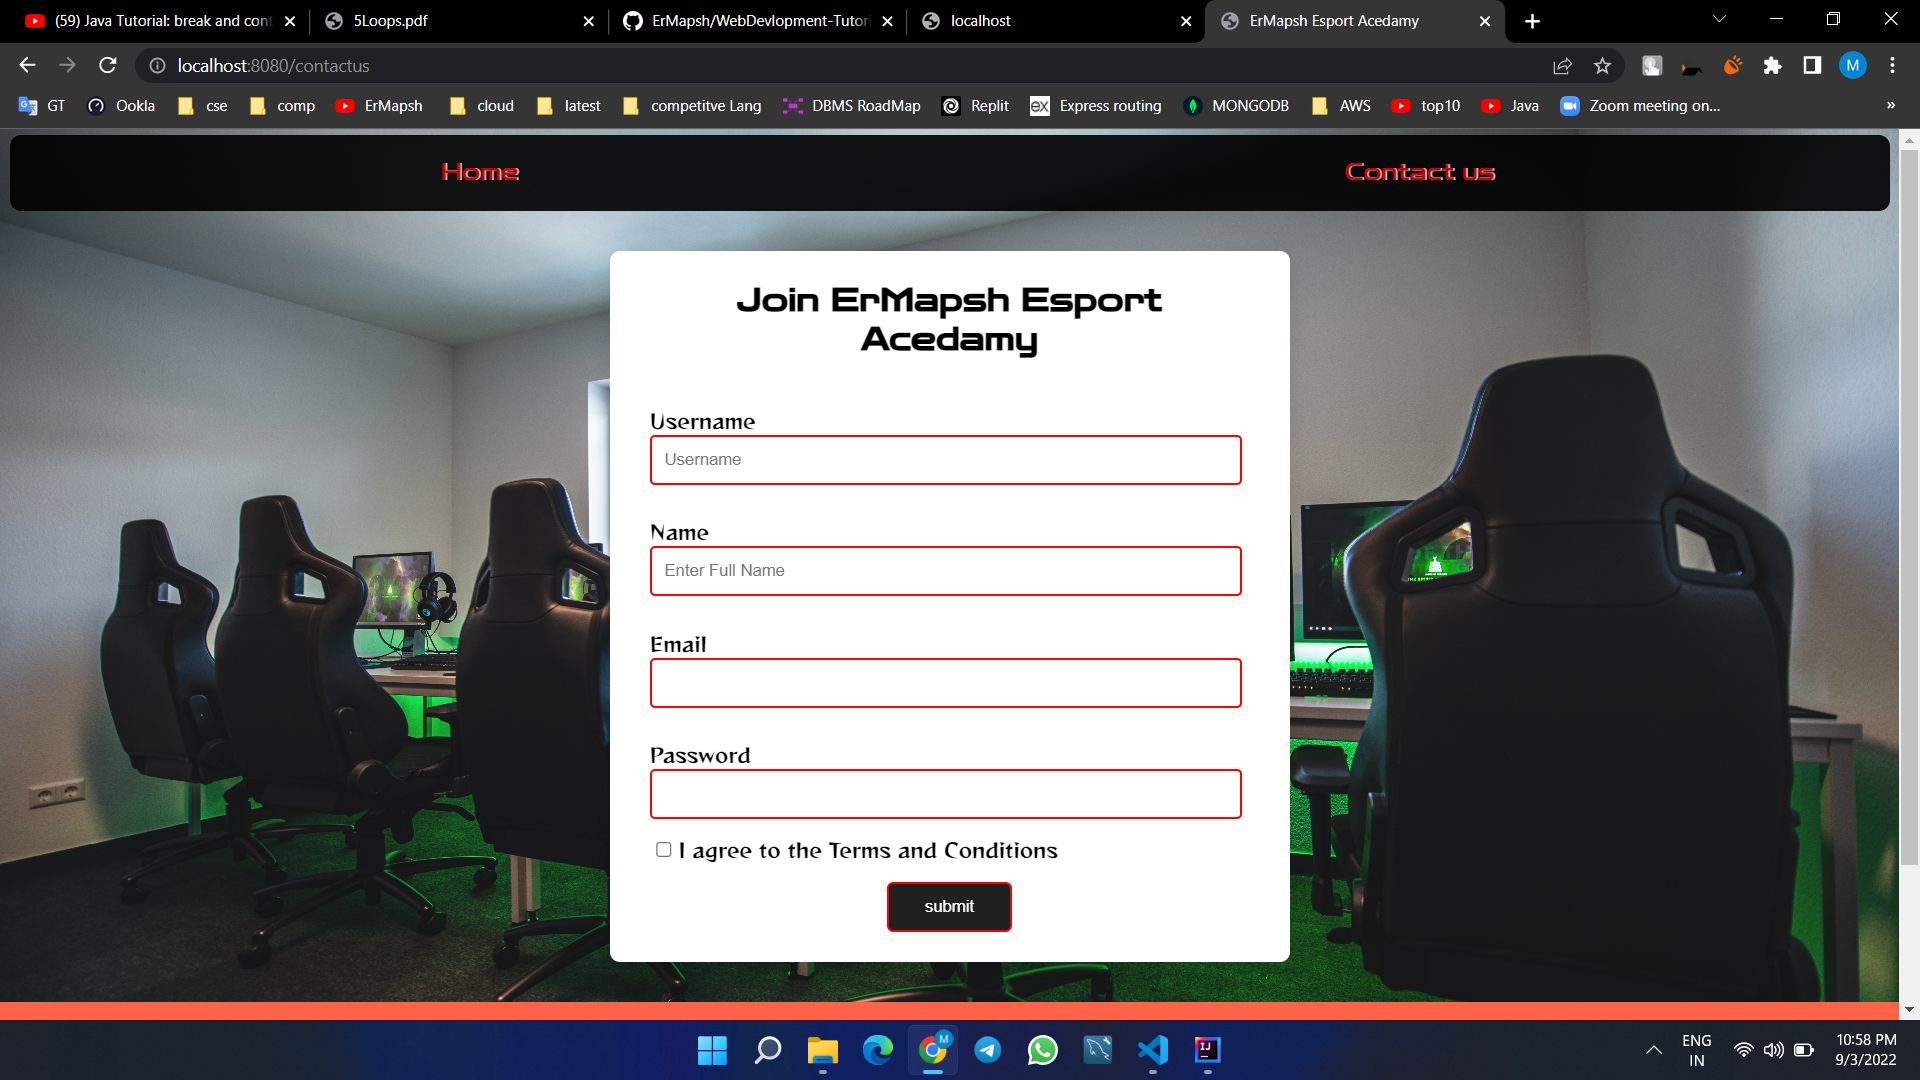 (59) Java Tutorial: break and cont
5Loops.pdf
ErMapsh/WebDevlopment-Tutori
localhost
ErMapsh Esport Acedamy
localhost:8080/contactus
M
GT
Ookla
cse
comp
ErMapsh
cloud
latest
competitve Lang
DBMS RoadMap
Replit
ex
Express routing
MONGODB
AWS
top10
Java
Zoom meeting on...
»
Home
Contact us
Join ErMapsh Esport
Acedamy
Username
Username
Name
Enter Full Name
Email
Password
I agree to the Terms and Conditions
submit
M
IJ
ENG
IN
10:58 PM
9/3/2022